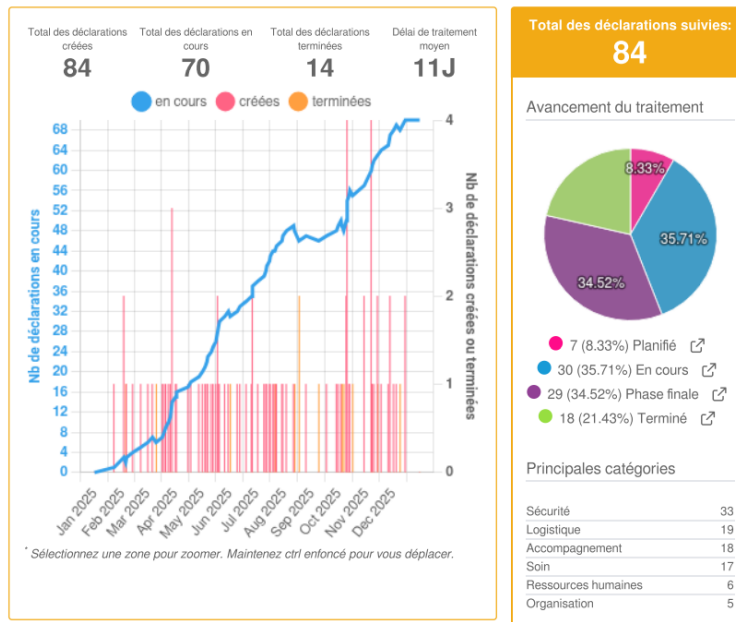 Total des déclarations créées
84
Total des déclarations en cours
70
Total des déclarations terminées
14
Délai de traitement moyen
11J
en cours
créées
terminées
Nb de déclarations en cours
68
64
60
56
52
48
44
40
36
32
28
24
20
16
12
8
4
0
4
3
2
1
0
Nb de déclarations créées ou terminées
Jan 2025
Feb 2025
Mar 2025
Apr 2025
May 2025
Jun 2025
Jul 2025
Aug 2025
Sep 2025
Oct 2025
Nov 2025
Dec 2025
* Sélectionnez une zone pour zoomer. Maintenez ctrl enfoncé pour vous déplacer.
Total des déclarations suivies:
84
Avancement du traitement
8.33%
35.71%
34.52%
7 (8.33%) Planifié
30 (35.71%) En cours
29 (34.52%) Phase finale
18 (21.43%) Terminé
Principales catégories
Sécurité 33
Logistique 19
Accompagnement 18
Soin 17
Ressources humaines 6
Organisation 5